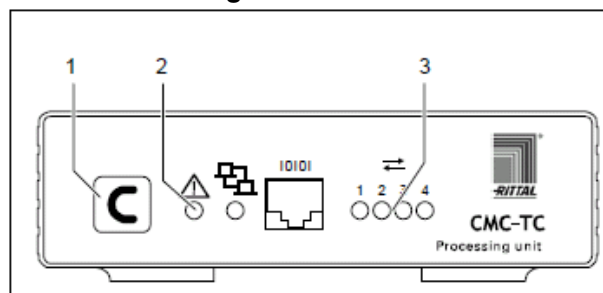 1 2 3
IOIOI
1 2 3 4
C
RITTAL
CMC-TC
Processing unit